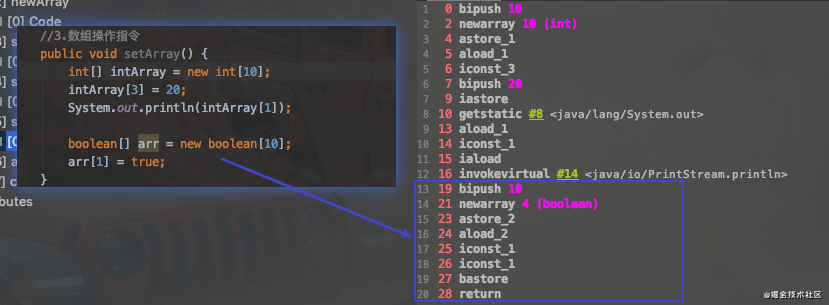 newArray
[0] Code
//3.数组操作指令
public void setArray() {
int[] intArray = new int[10];
intArray[3] = 20;
System.out.println(intArray[1]);
boolean[] arr = new boolean[10];
arr[1] = true;
}
butes
1 0 bipush 10
2 2 newarray 10 (int)
3 4 astore_1
4 5 aload_1
5 6 iconst_3
6 7 bipush 20
7 9 iastore
8 10 getstatic #8 <java/lang/System.out>
9 13 aload_1
10 14 iconst_1
11 15 iaload
12 16 invokevirtual #14 <java/io/PrintStream.println>
13 19 bipush 10
14 21 newarray 4 (boolean)
15 23 astore_2
16 24 aload_2
17 25 iconst_1
18 26 iconst_1
19 27 bastore
20 28 return
@掘金技术社区